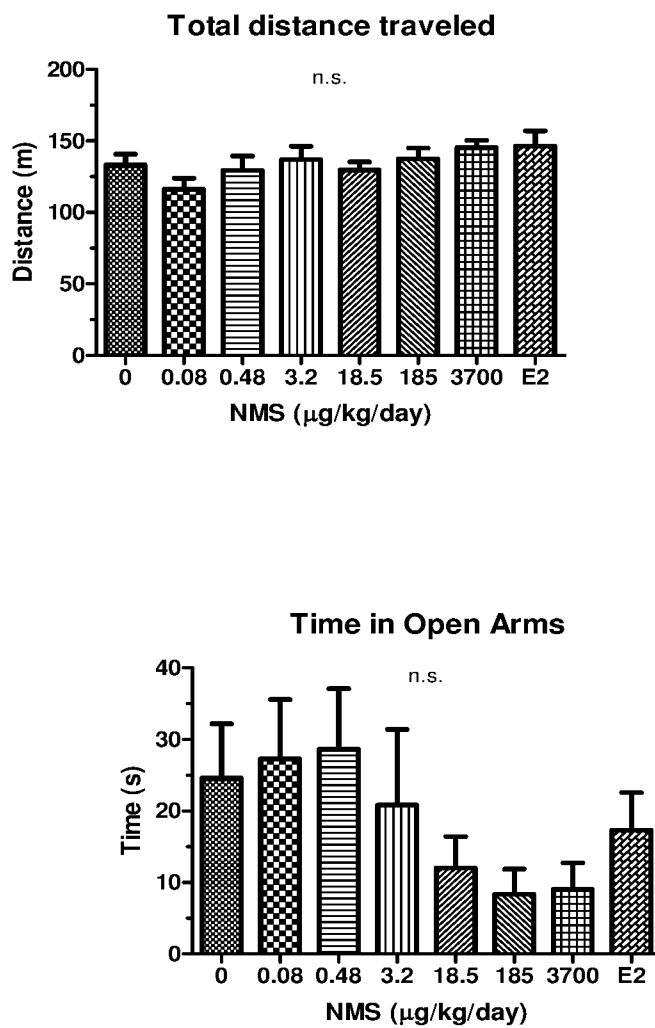 Total distance traveled
n.s.
200
150
100
50
0
Distance (m)
0 0.08 0.48 3.2 18.5 185 3700 E2
NMS (μg/kg/day)
Time in Open Arms
n.s.
40
30
20
10
0
Time (s)
0 0.08 0.48 3.2 18.5 185 3700 E2
NMS (μg/kg/day)